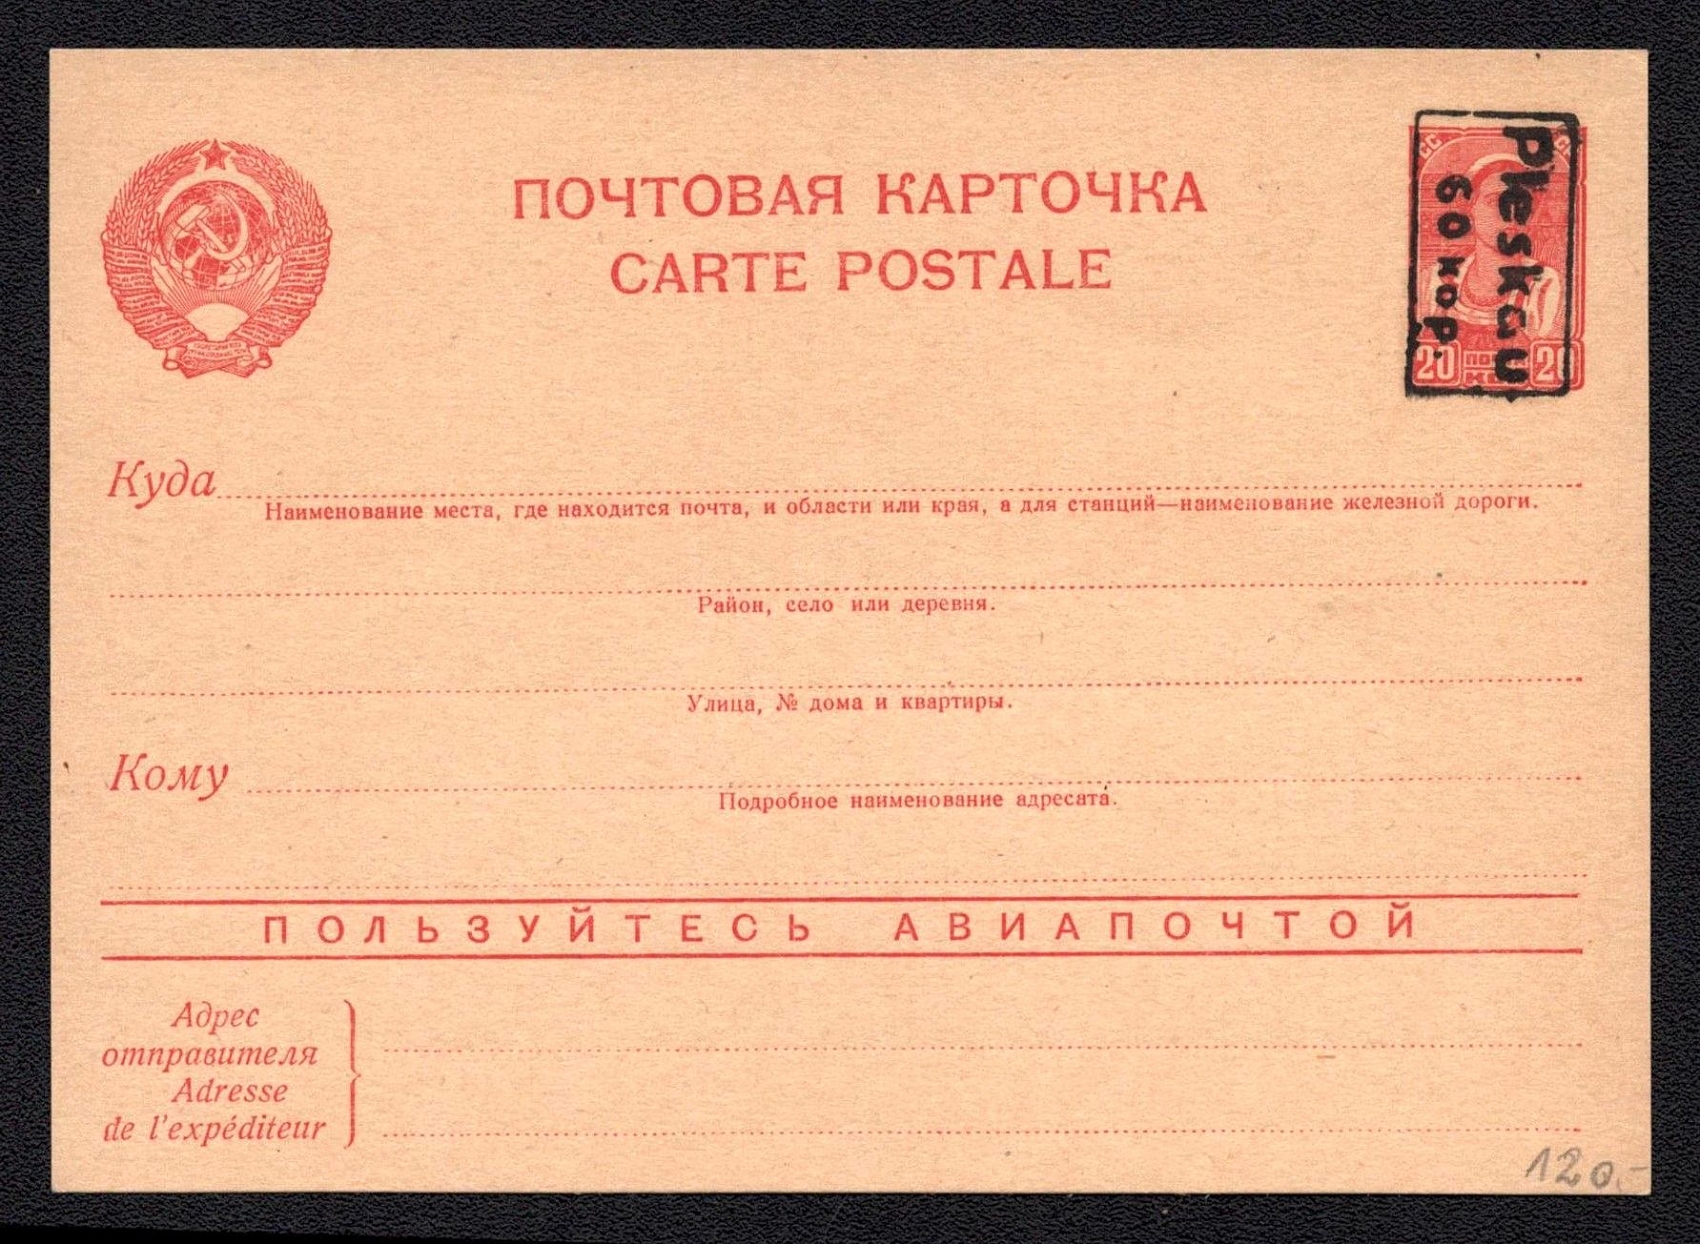 ПОЧТОВАЯ КАРТОЧКА
CARTE POSTALE
Pleskau
60 кор.
20 20
Куда
Наименование места, где находится почта, и области или края, а для станций—наименование железной дороги.
Район, село или деревня.
Улица, № дома и квартиры.
Кому
Подробное наименование адресата.
ПОЛЬЗУЙТЕСЬ АВИАПОЧТОЙ
Адрес
отправителя
Adresse
de l'expéditeur
120.-